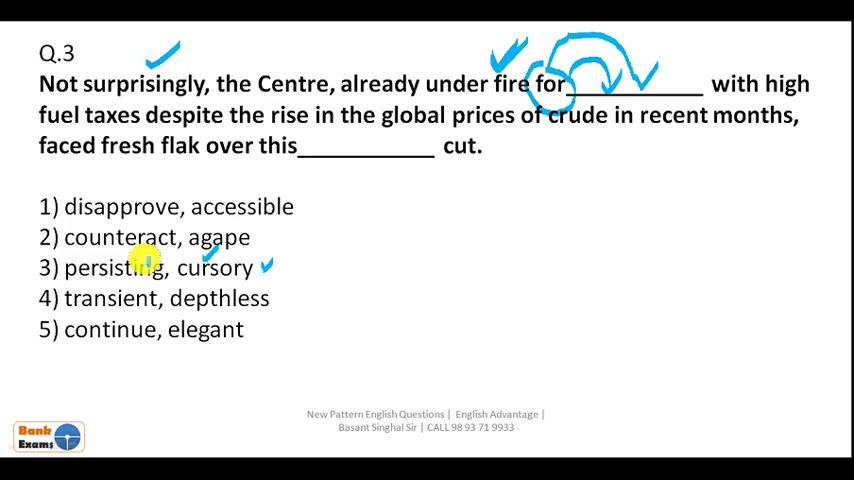 Q.3
Not surprisingly, the Centre, already under fire for____________ with high
fuel taxes despite the rise in the global prices of crude in recent months,
faced fresh flak over this____________ cut.
1) disapprove, accessible
2) counteract, agape
3) persisting, cursory
4) transient, depthless
5) continue, elegant
New Pattern English Questions | English Advantage |
Basant Singhal Sir | CALL 98 93 71 9933
Bank
Exams